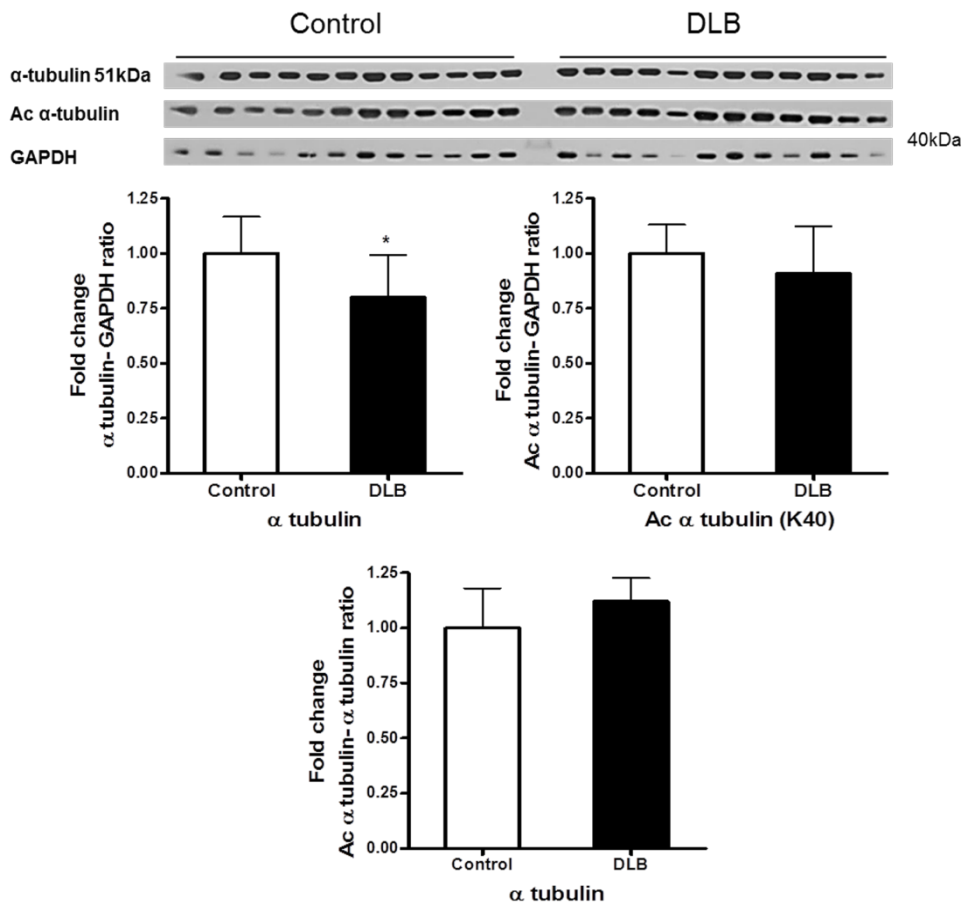 Control DLB
α-tubulin 51kDa
Ac α-tubulin
GAPDH
40kDa
Fold change
α tubulin- GAPDH ratio
1.25
1.00
0.75
0.50
0.25
0.00
*
Control DLB
α tubulin
Fold change
Ac α tubulin- GAPDH ratio
1.25
1.00
0.75
0.50
0.25
0.00
Control DLB
Ac α tubulin (K40)
Fold change
Ac α tubulin- α tubulin ratio
1.25
1.00
0.75
0.50
0.25
0.00
Control DLB
α tubulin